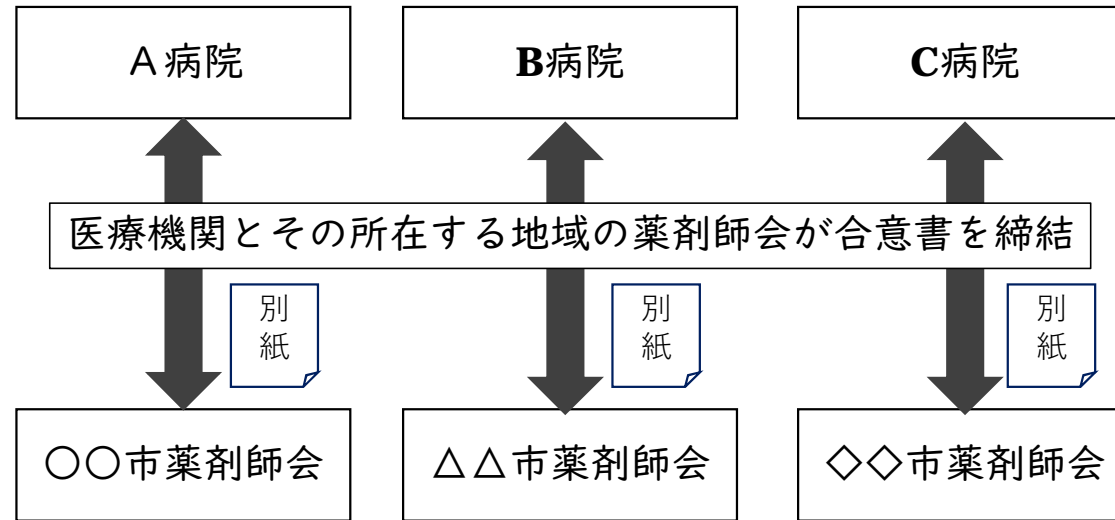 A病院
B病院
C病院
医療機関とその所在する地域の薬剤師会が合意書を締結
別紙
別紙
別紙
○○市薬剤師会
△△市薬剤師会
◇◇市薬剤師会